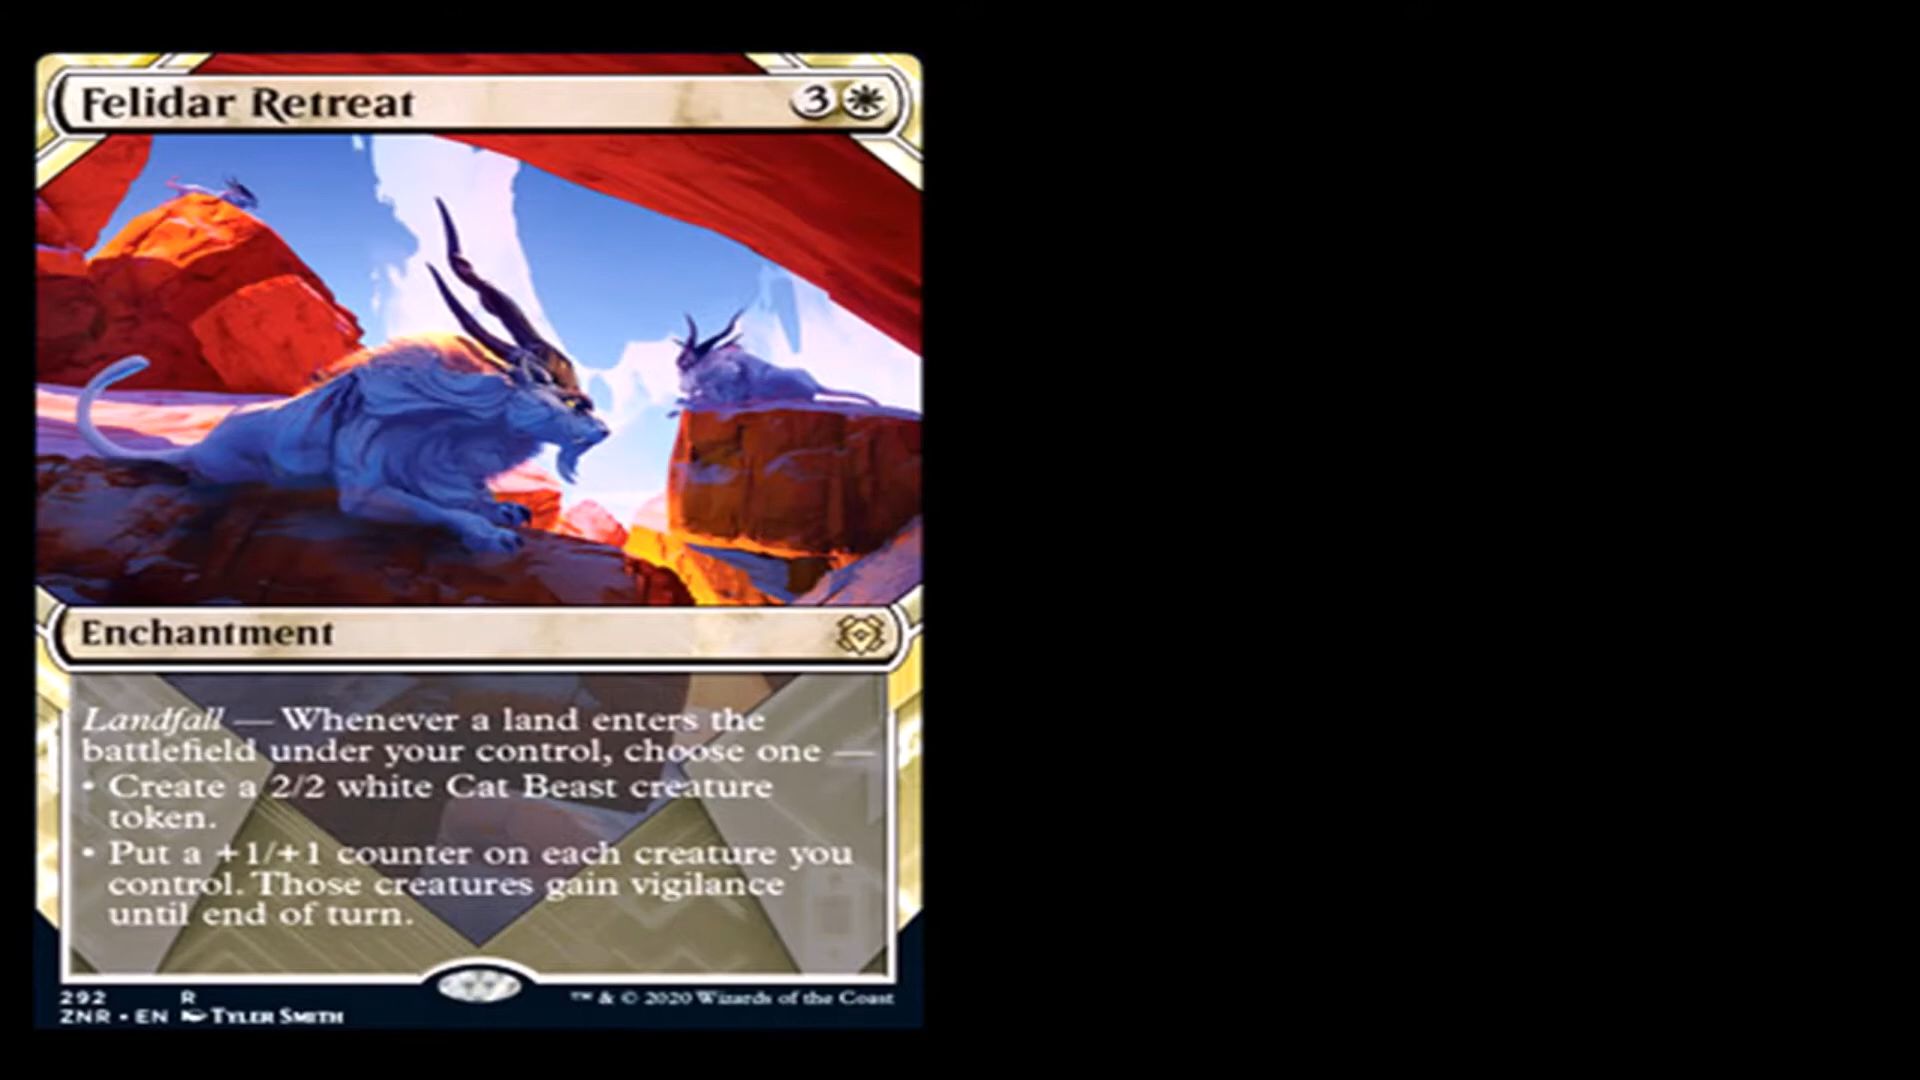 Felidar Retreat 3
Enchantment
Landfall — Whenever a land enters the
battlefield under your control, choose one —
• Create a 2/2 white Cat Beast creature
token.
• Put a +1/+1 counter on each creature you
control. Those creatures gain vigilance
until end of turn.
292 R
ZNR • EN Tyler Smith
™ & © 2020 Wizards of the Coast